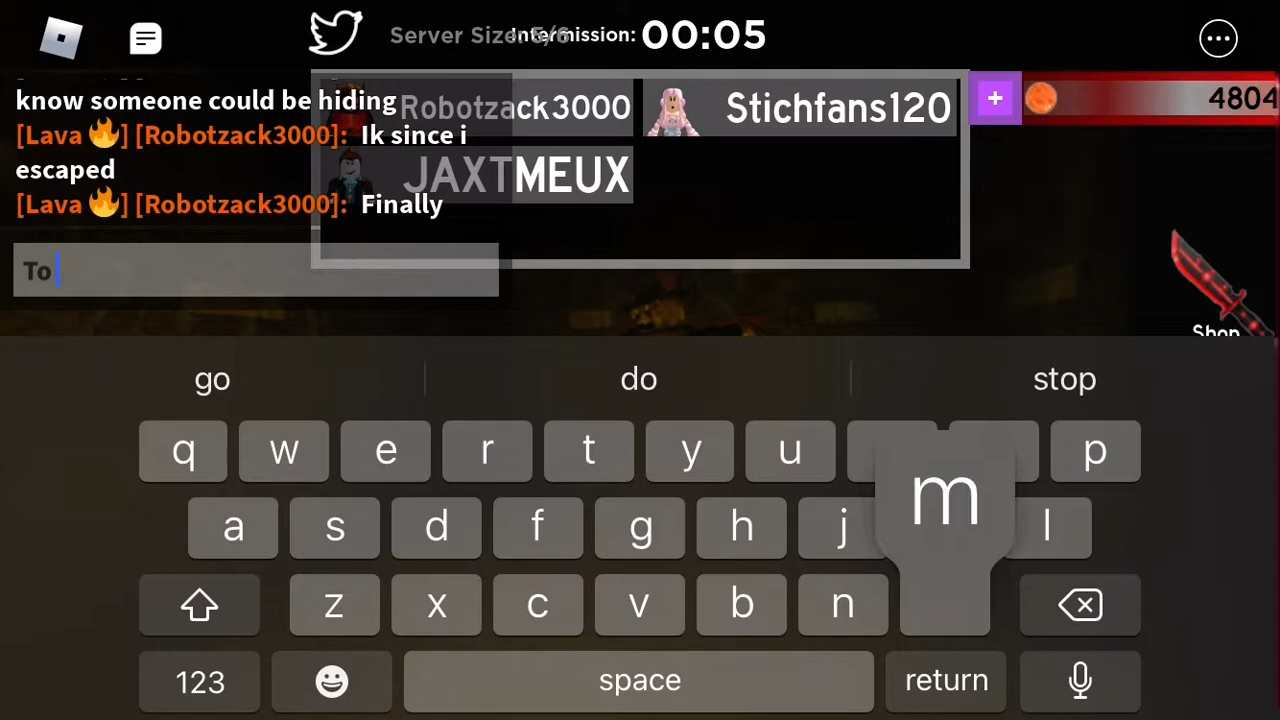 Server Size: 5/6
Intermission: 00:05
know someone could be hiding
[Lava 🔥] [Robotzack3000]: Ik since i
escaped
[Lava 🔥] [Robotzack3000]: Finally
To
Robotzack3000
Stichfans120
JAXTMEUX
+
4804
Shop
go do stop
q w e r t y u p
m
a s d f g h j l
z x c v b n
123 space return